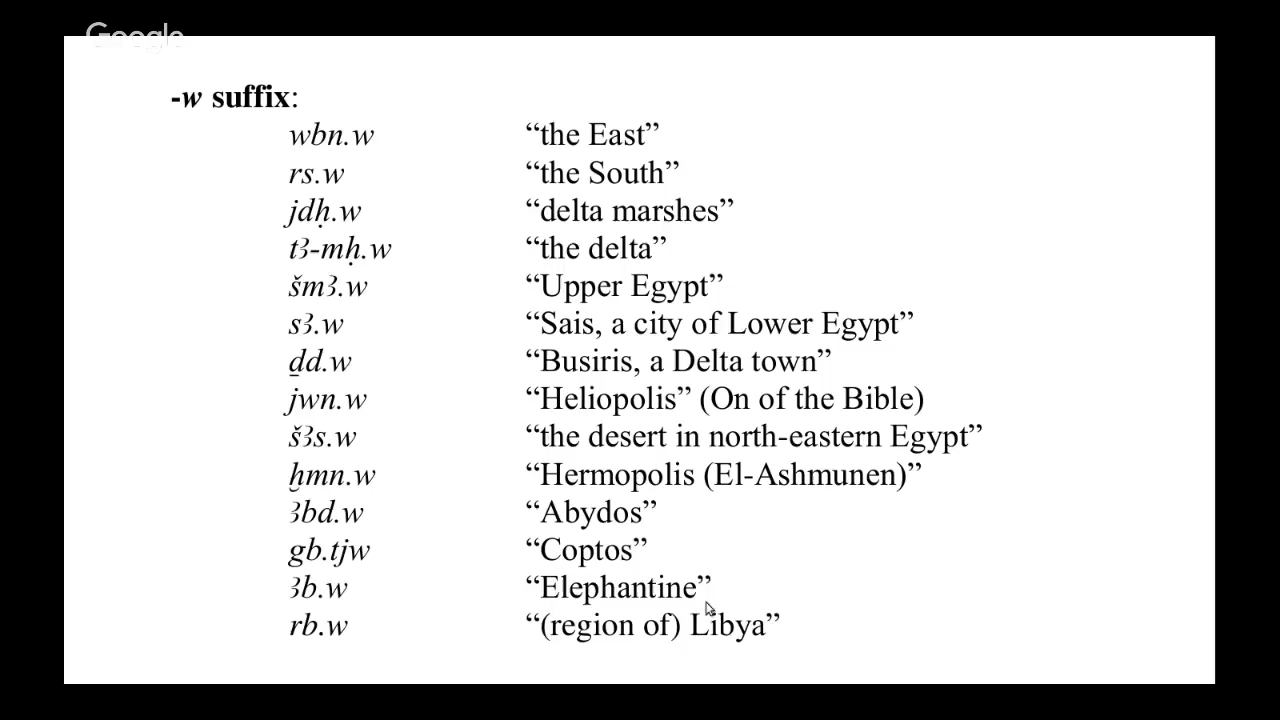 Google
-w suffix:
wbn.w “the East”
rs.w “the South”
jdḥ.w “delta marshes”
tꜣ-mḥ.w “the delta”
šmꜣ.w “Upper Egypt”
sꜣ.w “Sais, a city of Lower Egypt”
ḏd.w “Busiris, a Delta town”
jwn.w “Heliopolis” (On of the Bible)
šꜣs.w “the desert in north-eastern Egypt”
ḫmn.w “Hermopolis (El-Ashmunen)”
ꜣbd.w “Abydos”
gb.tjw “Coptos”
ꜣb.w “Elephantine”
rb.w “(region of) Libya”